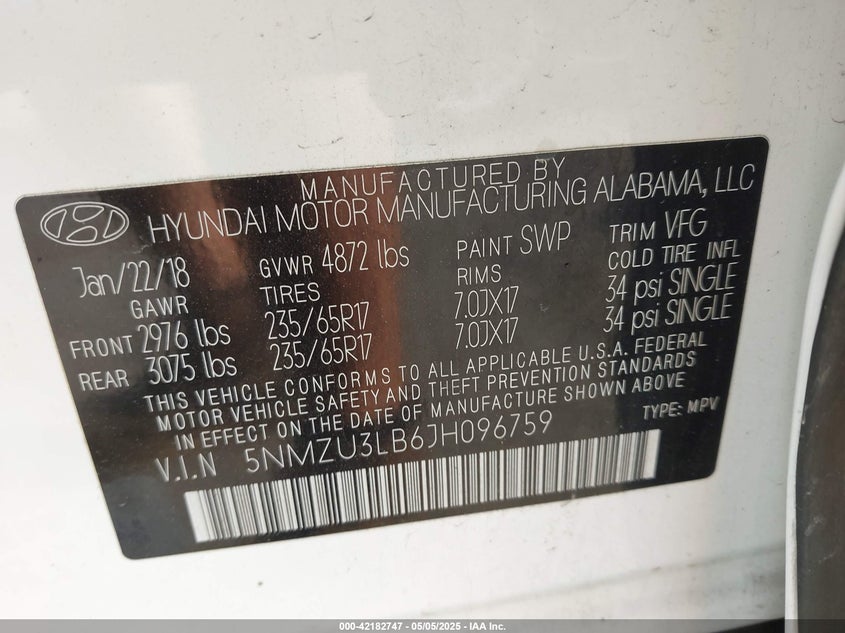 MANUFACTURED BY
HYUNDAI MOTOR MANUFACTURING ALABAMA, LLC
Jan/22/18 GVWR 4872 lbs PAINT SWP TRIM VFG
GAWR TIRES RIMS COLD TIRE INFL
FRONT 2976 lbs 235/65R17 7.0JX17 34 psi SINGLE
REAR 3075 lbs 235/65R17 7.0JX17 34 psi SINGLE
THIS VEHICLE CONFORMS TO ALL APPLICABLE U.S.A. FEDERAL
MOTOR VEHICLE SAFETY AND THEFT PREVENTION STANDARDS
IN EFFECT ON THE DATE OF MANUFACTURE SHOWN ABOVE
V.I.N 5NMZU3LB6JH096759 TYPE: MPV
000-42182747 - 05/05/2025 - IAA Inc.